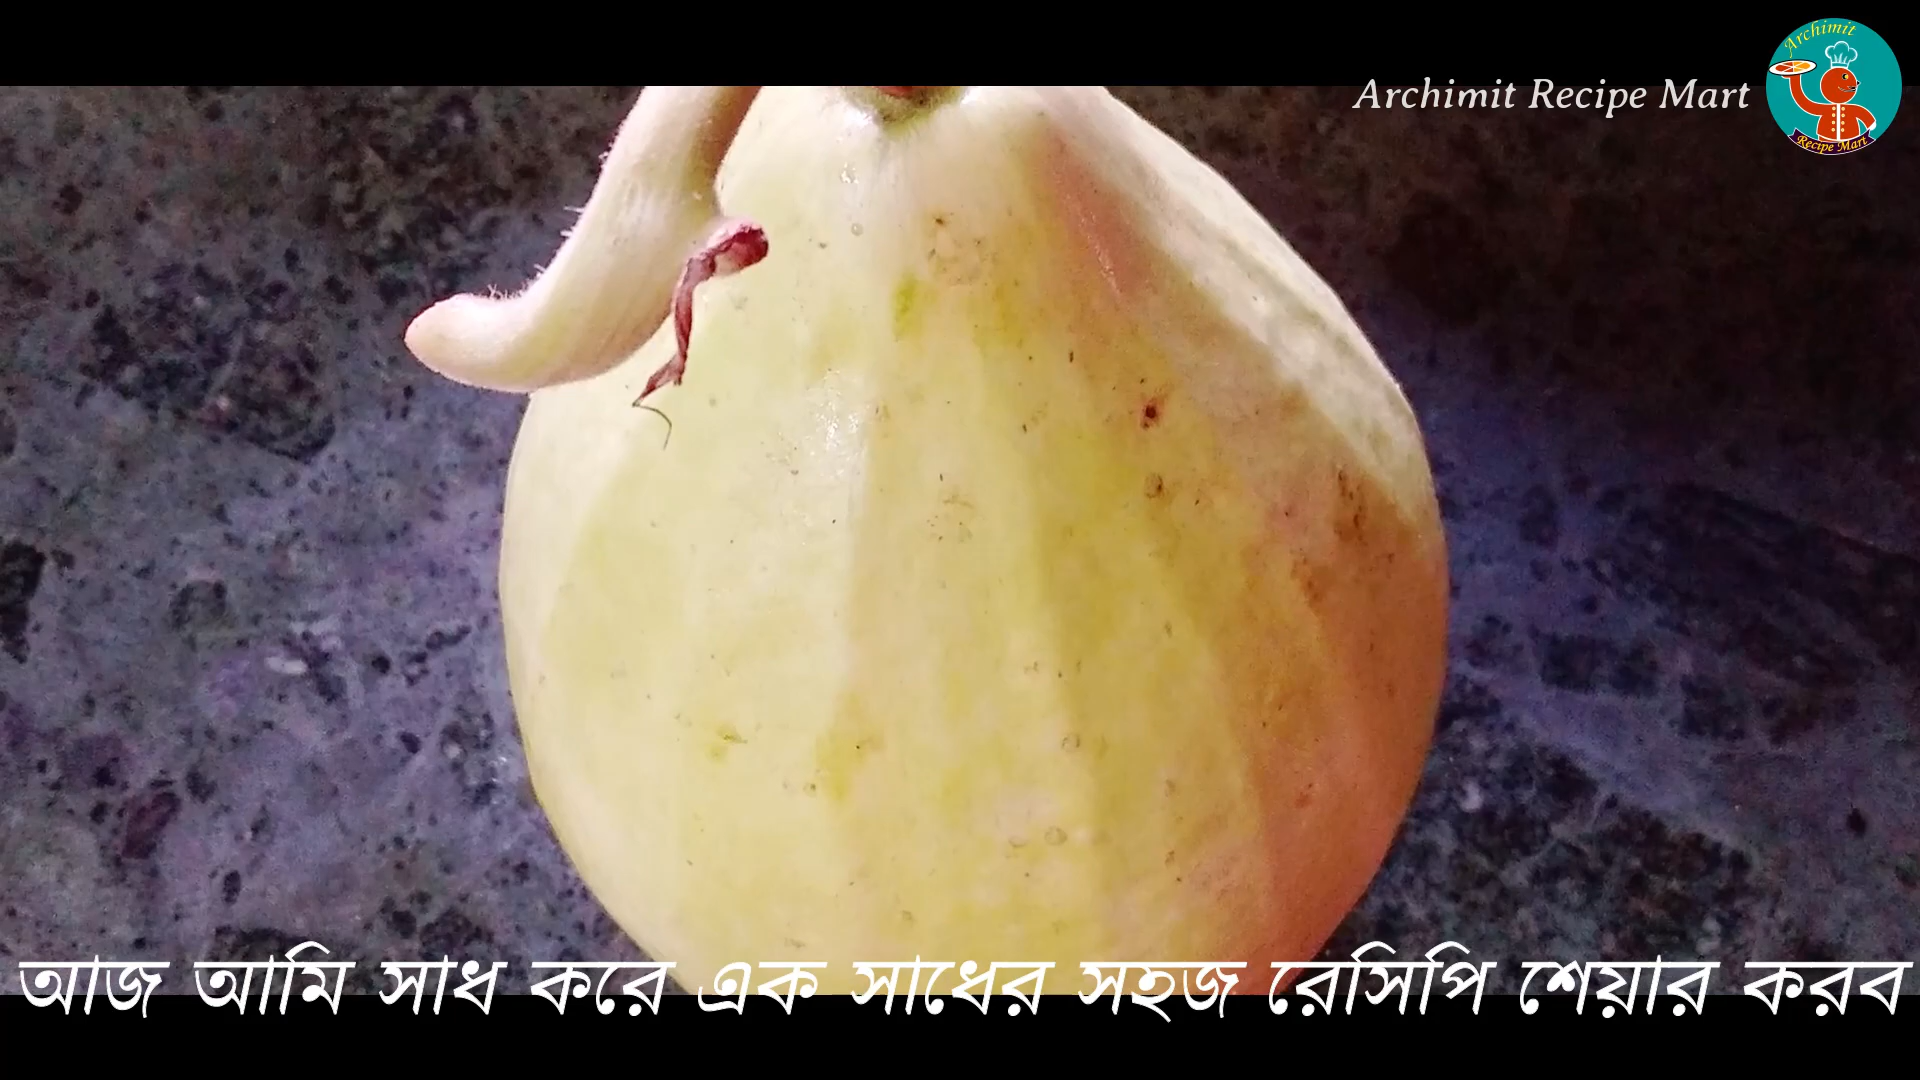 Archimit Recipe Mart
Archimit
Recipe Mart
আজ আমি সাধ করে এক সাধের সহজ রেসিপি শেয়ার করব